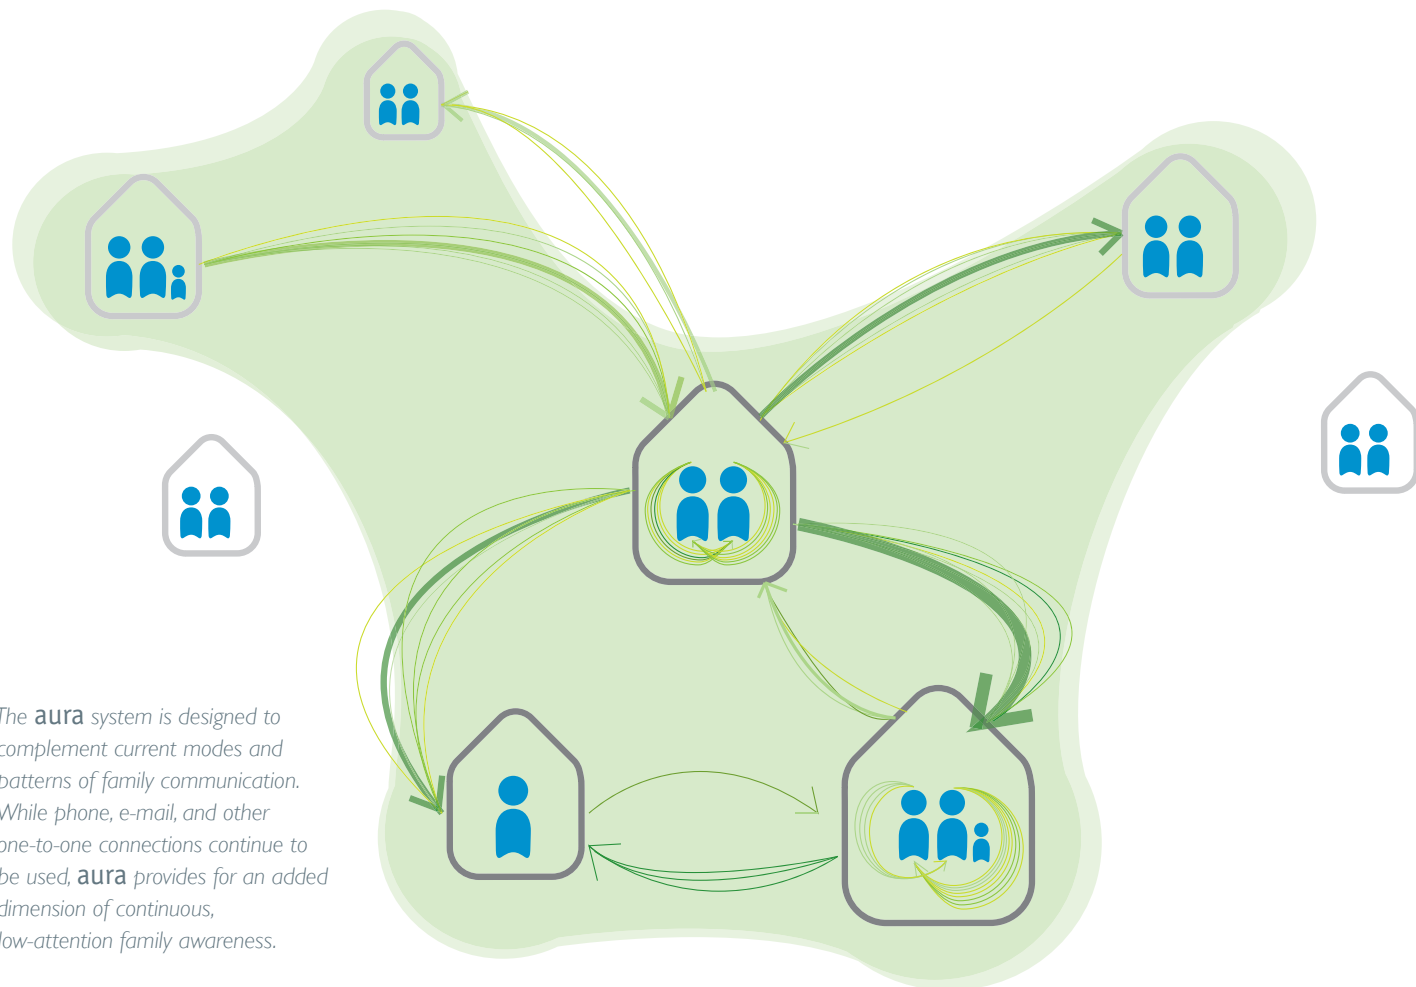 The aura system is designed to
complement current modes and
patterns of family communication.
While phone, e-mail, and other
one-to-one connections continue to
be used, aura provides for an added
dimension of continuous,
low-attention family awareness.